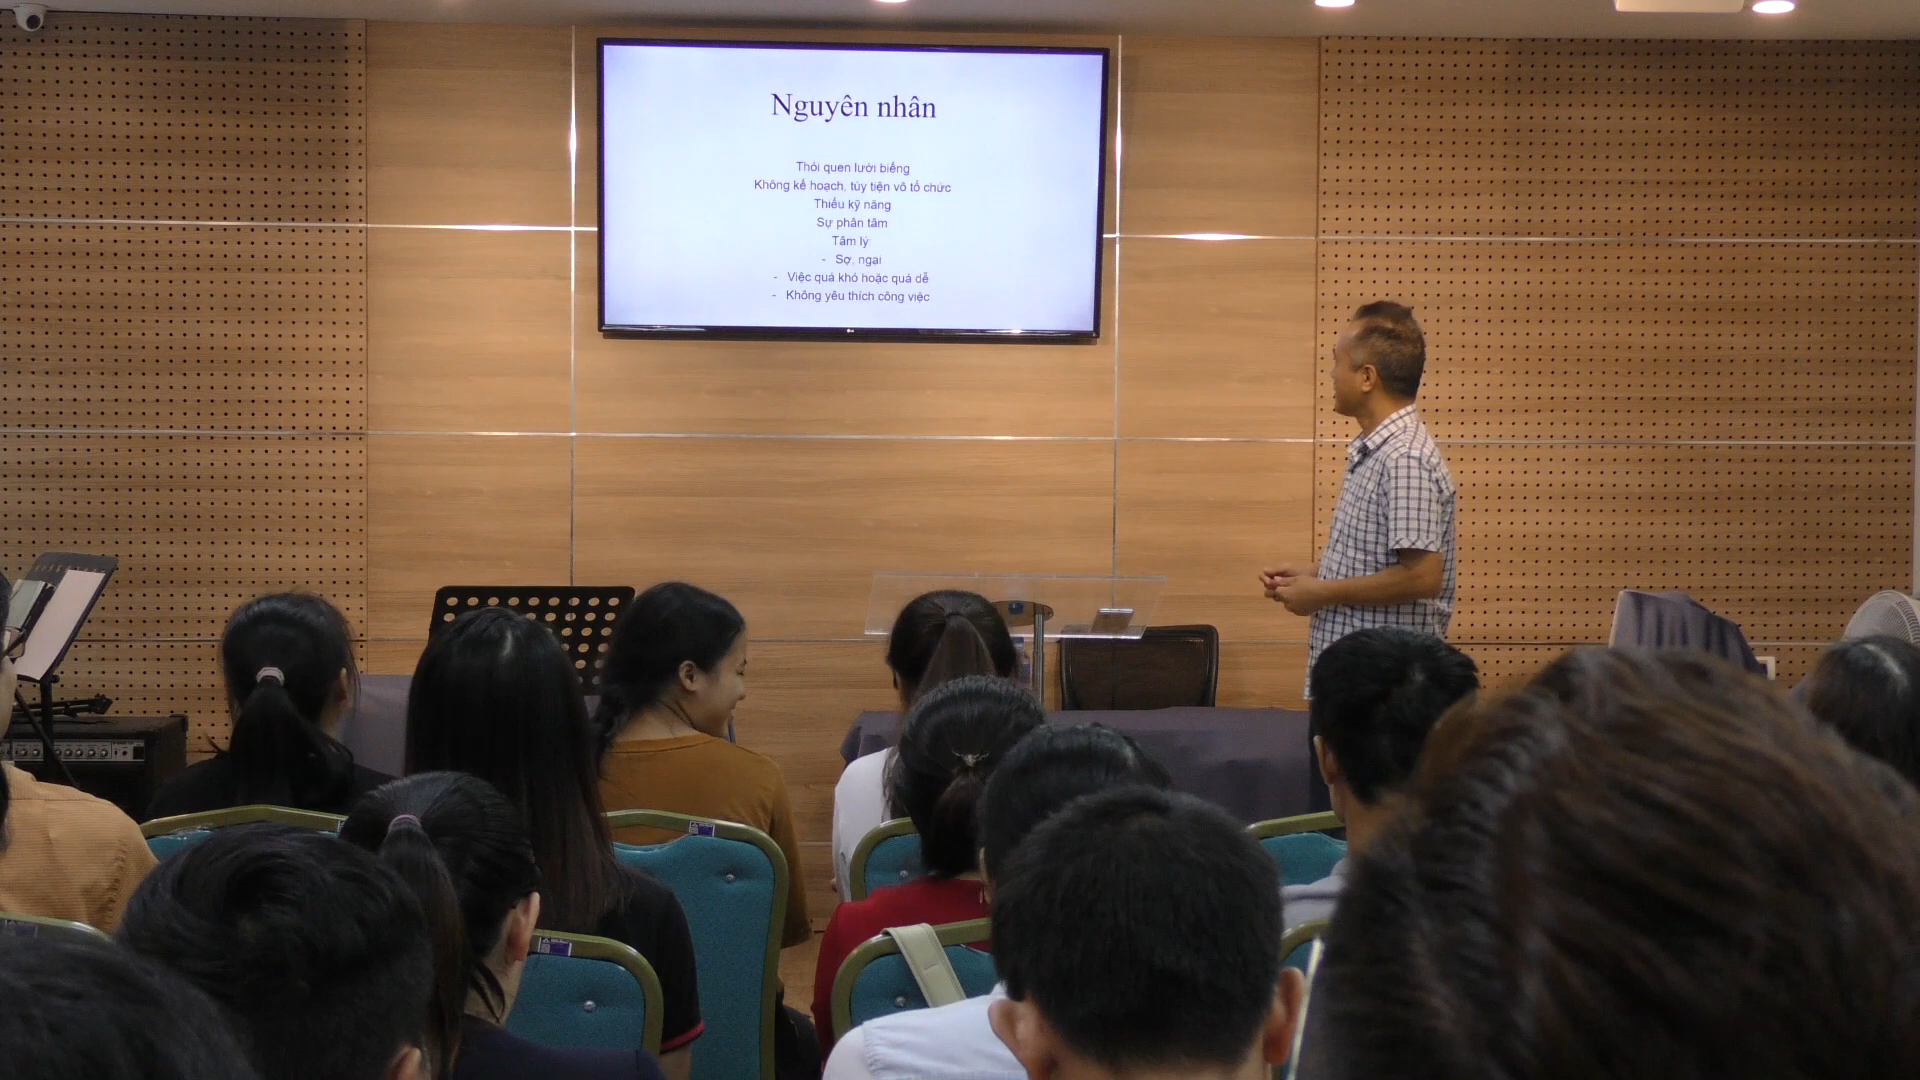 Nguyên nhân
Thói quen lười biếng
Không kế hoạch, tùy tiện vô tổ chức
Thiếu kỹ năng
Sự phân tâm
Tâm lý
- Sợ, ngại
- Việc quá khó hoặc quá dễ
- Không yêu thích công việc
LG